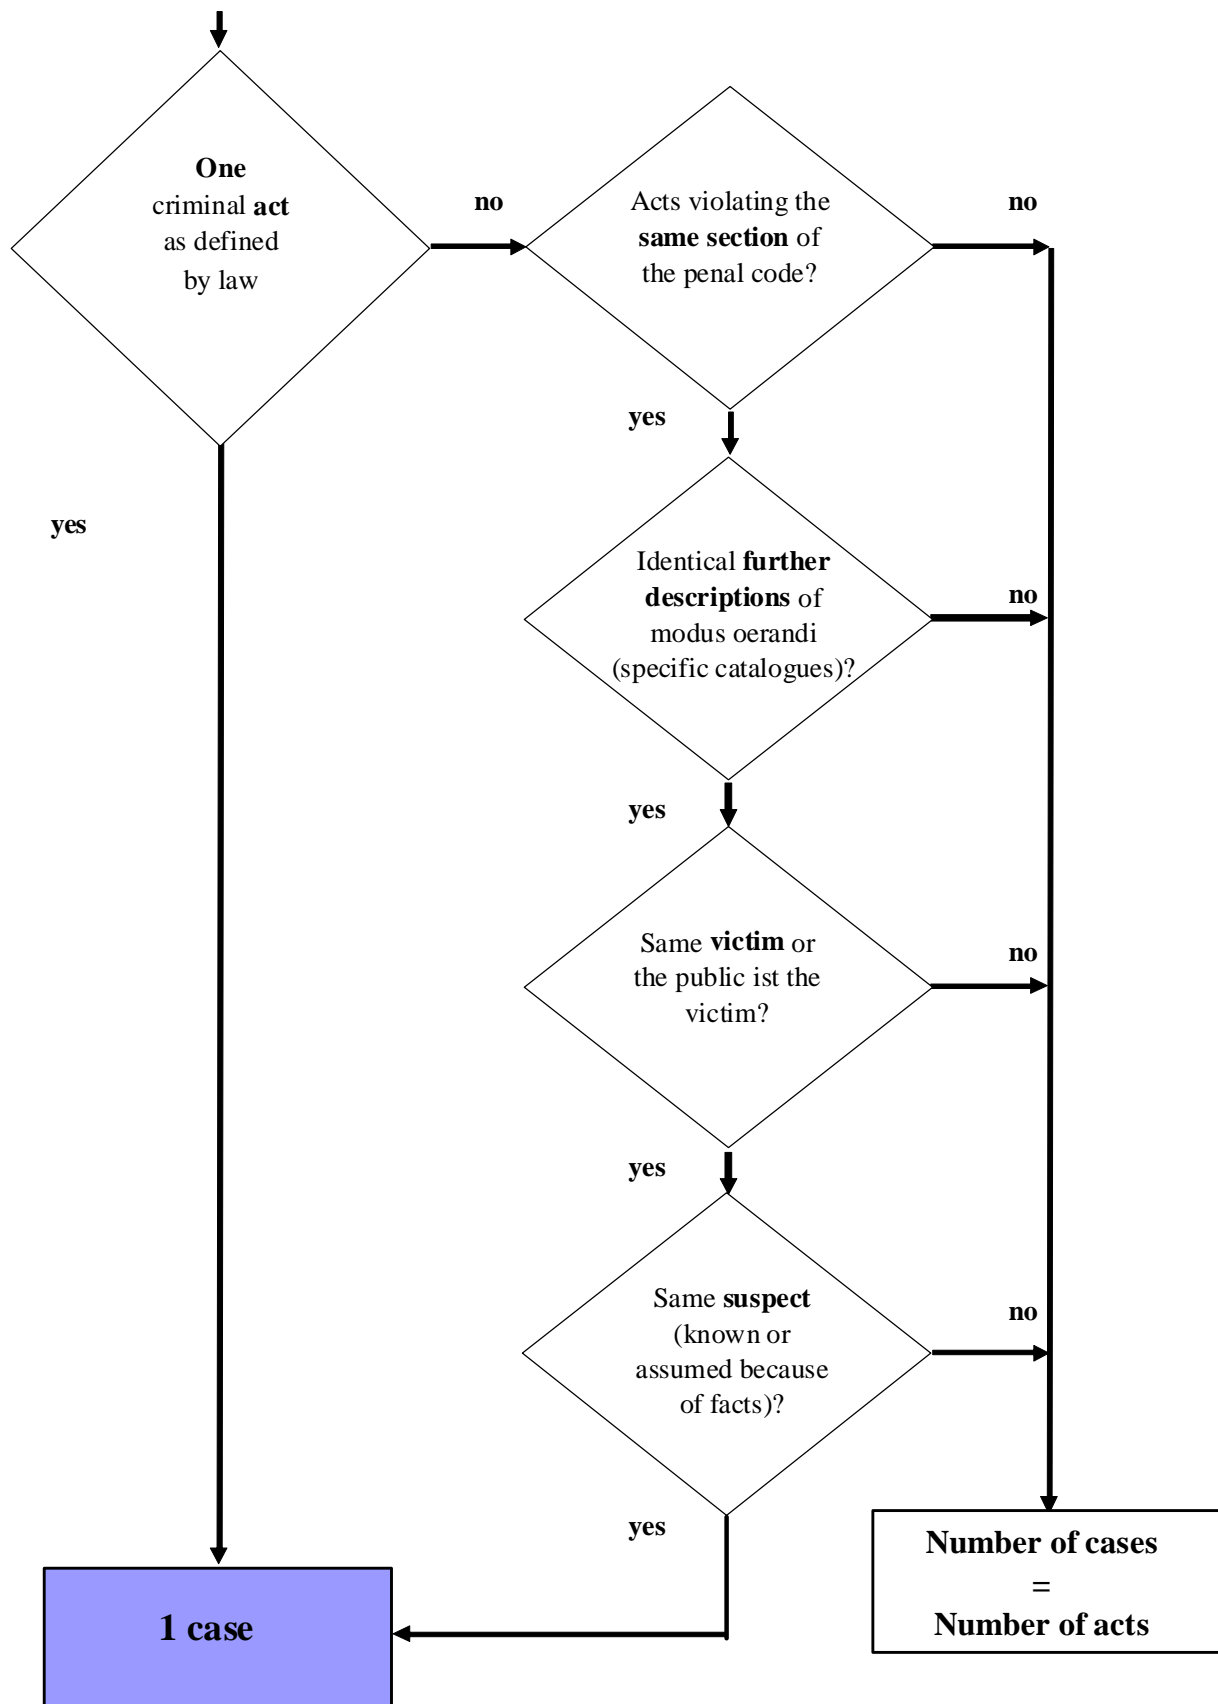 One
criminal act
as defined
by law
no
Acts violating the
same section of
the penal code?
no
yes
yes
Identical further
descriptions of
modus oerandi
(specific catalogues)?
no
yes
Same victim or
the public ist the
victim?
no
yes
Same suspect
(known or
assumed because
of facts)?
no
yes
1 case
Number of cases
=
Number of acts